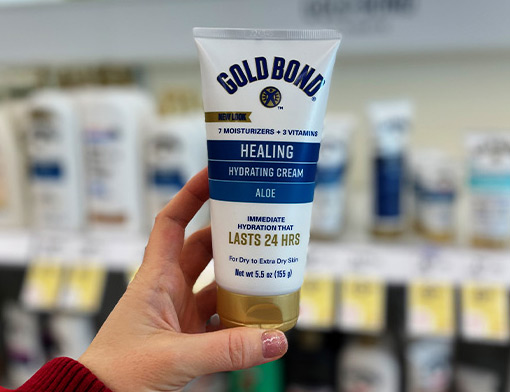 GOLD BOND®
NEW LOOK
7 MOISTURIZERS + 3 VITAMINS
HEALING
HYDRATING CREAM
ALOE
IMMEDIATE
HYDRATION THAT
LASTS 24 HRS
For Dry to Extra Dry Skin
Net wt 5.5 oz (155 g)